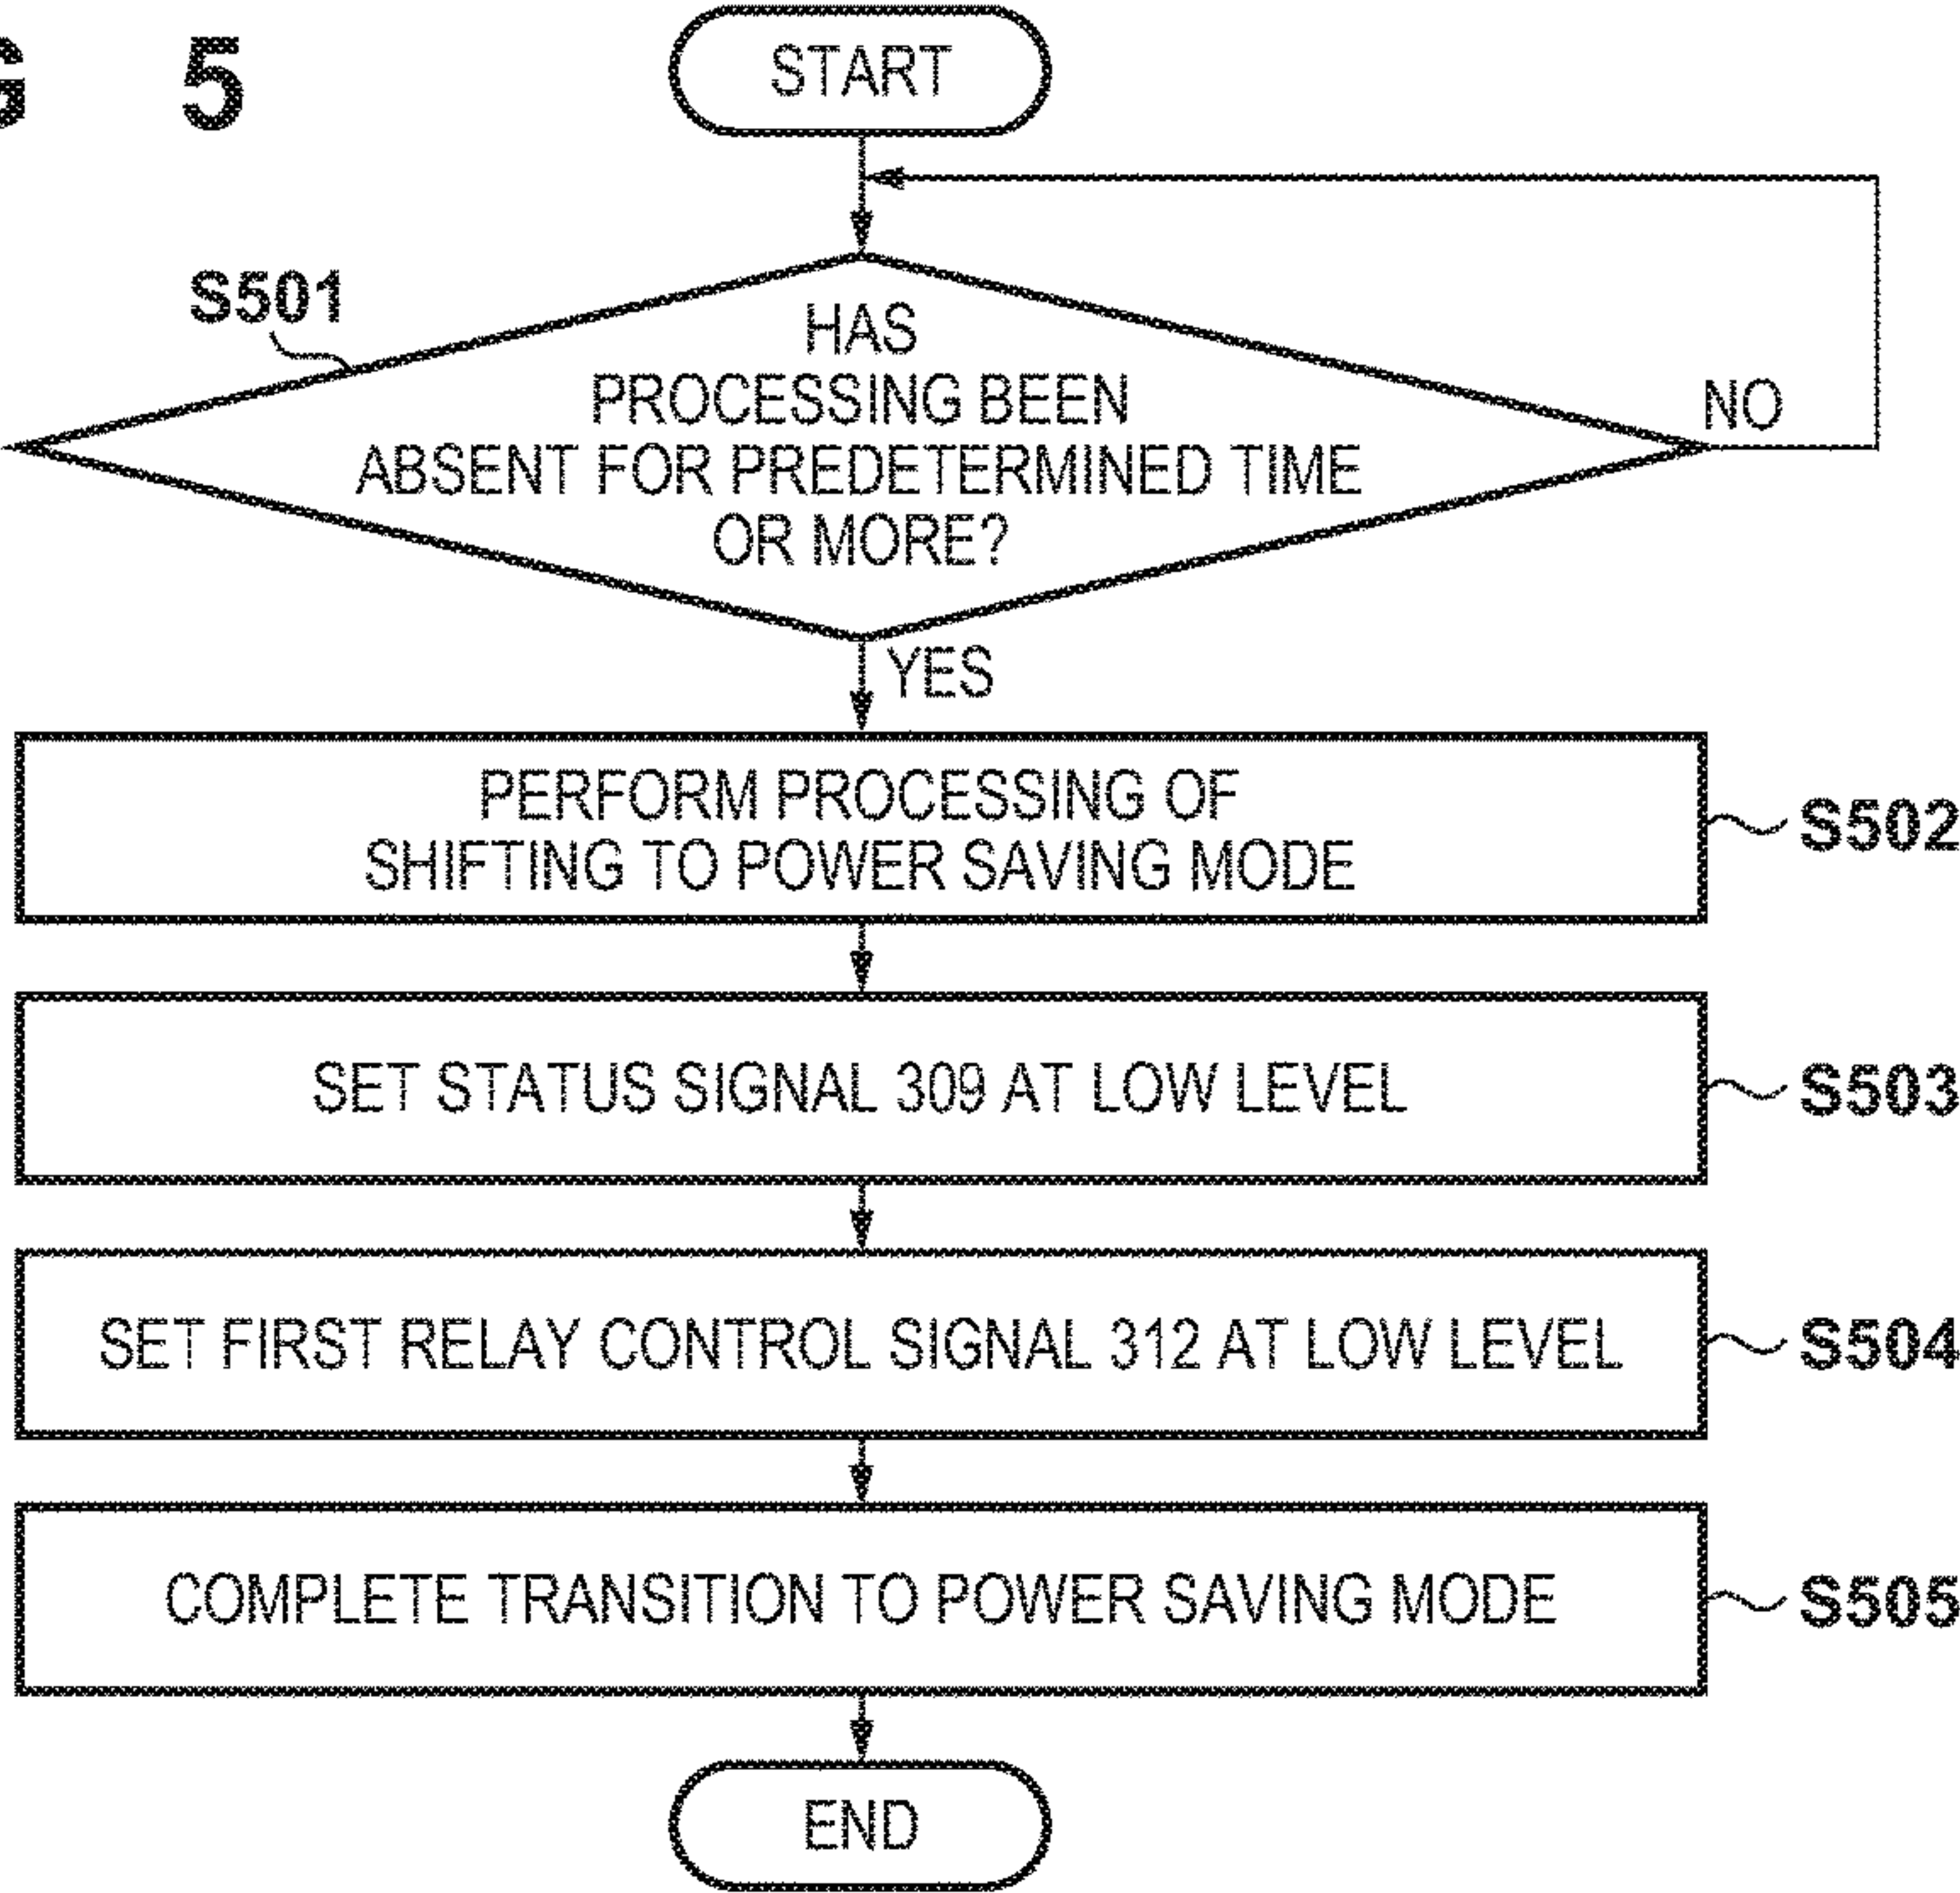 G 5
START
S501
HAS
PROCESSING BEEN
ABSENT FOR PREDETERMINED TIME
OR MORE?
NO
YES
PERFORM PROCESSING OF
SHIFTING TO POWER SAVING MODE
S502
SET STATUS SIGNAL 309 AT LOW LEVEL
S503
SET FIRST RELAY CONTROL SIGNAL 312 AT LOW LEVEL
S504
COMPLETE TRANSITION TO POWER SAVING MODE
S505
END